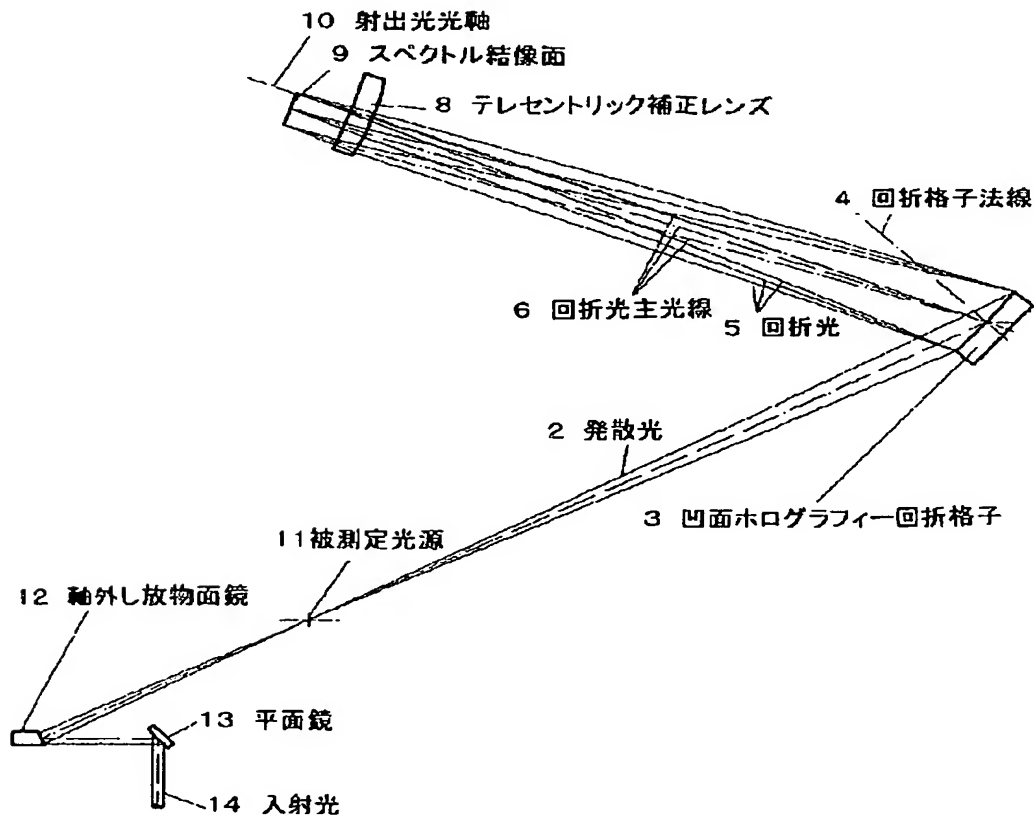 10 射出光光軸
9 スペクトル結像面
8 テレセントリック補正レンズ
4 回折格子法線
6 回折光主光線
5 回折光
2 発散光
3 凹面ホログラフィー回折格子
11被測定光源
12 軸外し放物面鏡
13 平面鏡
14 入射光